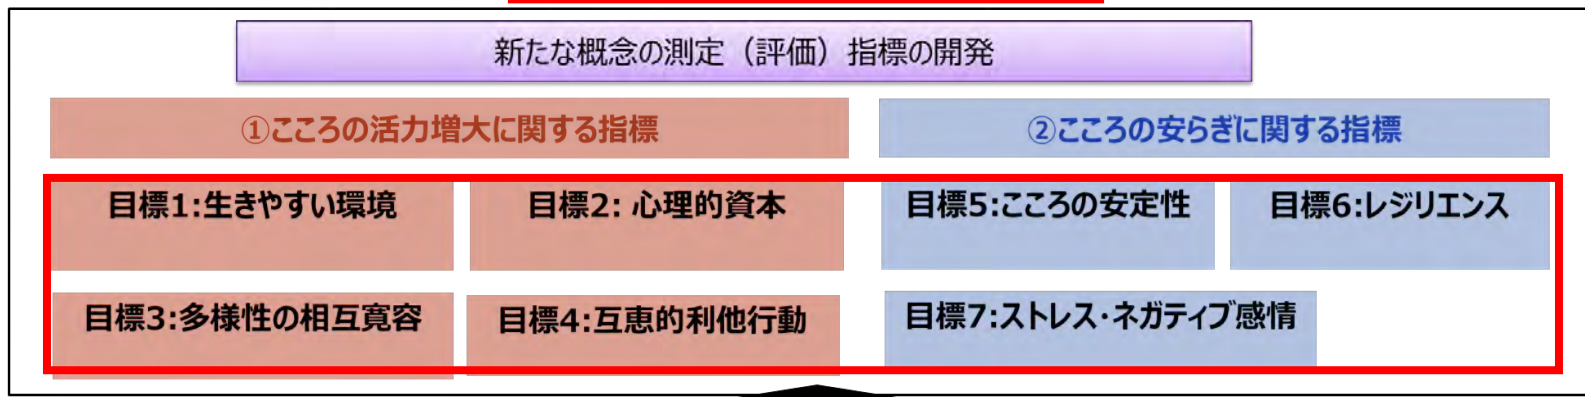 新たな概念の測定（評価）指標の開発
①こころの活力増大に関する指標
②こころの安らぎに関する指標
目標1:生きやすい環境
目標2: 心理的資本
目標5:こころの安定性
目標6:レジリエンス
目標3:多様性の相互寛容
目標4:互恵的利他行動
目標7:ストレス・ネガティブ感情